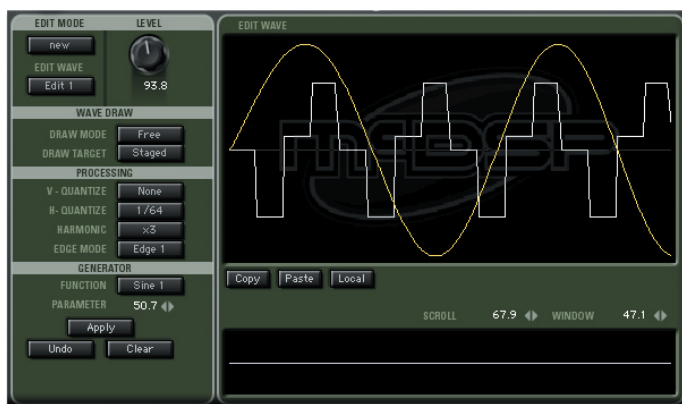 EDIT MODE
LEVEL
new
EDIT WAVE
Edit 1
93.8
WAVE DRAW
DRAW MODE Free
DRAW TARGET Staged
PROCESSING
V - QUANTIZE None
H- QUANTIZE 1/64
HARMONIC x3
EDGE MODE Edge 1
GENERATOR
FUNCTION Sine 1
PARAMETER 50.7
Apply
Undo Clear
EDIT WAVE
McDSP
Copy Paste Local
SCROLL 67.9 WINDOW 47.1